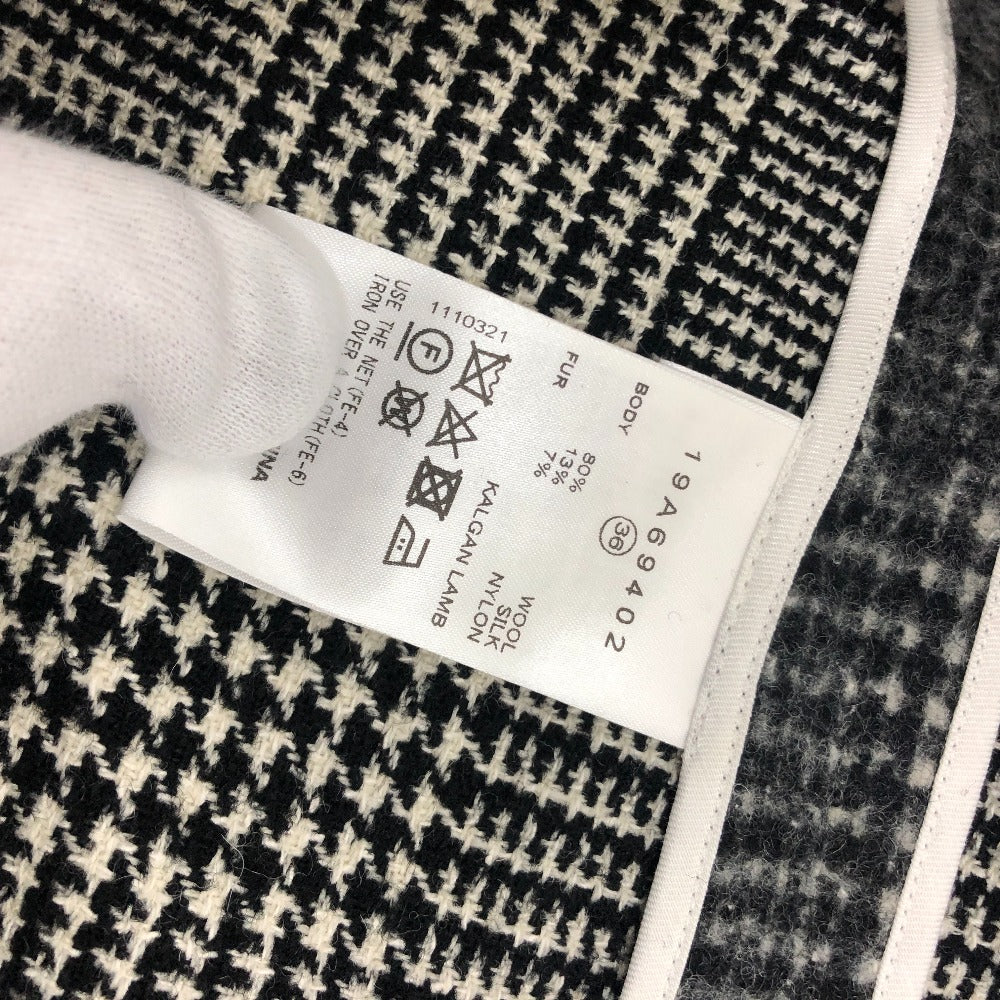 19A69402
36
BODY 80% WOOL
13% SILK
7% NYLON
FUR KALGAN LAMB
F
1110321
USE THE NET(FE-4)
IRON OVER A CLOTH(FE-6)